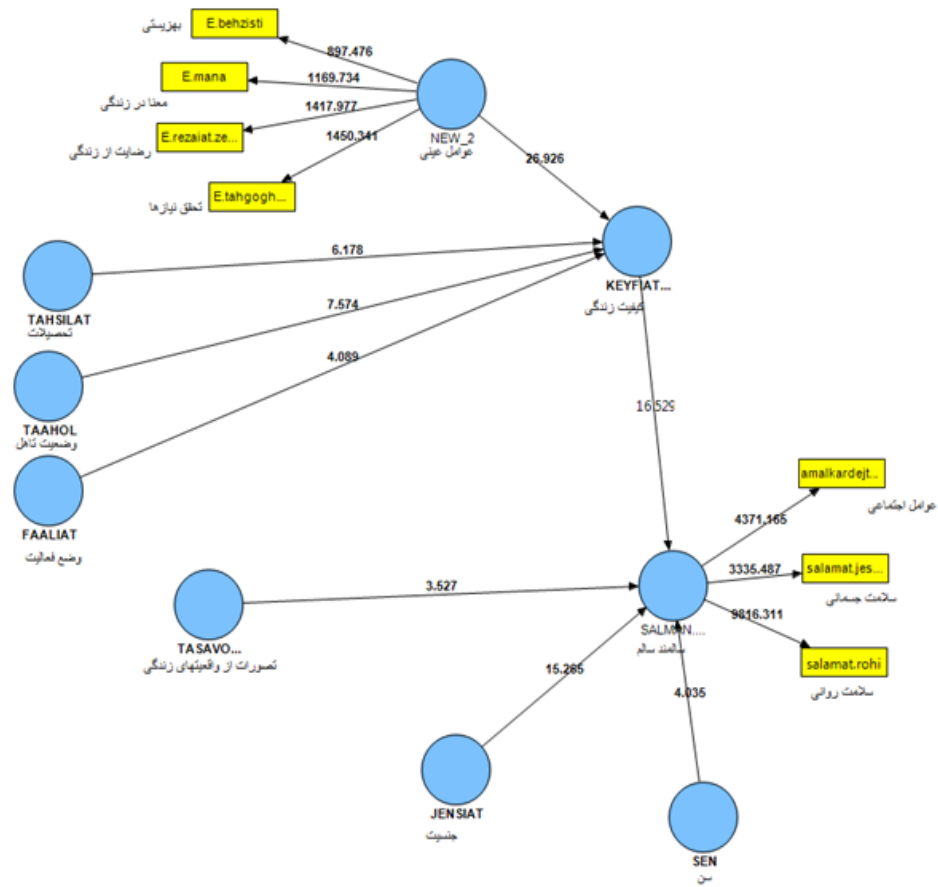 E.behzisti
بهزیستی
897.476
E.mana
معنا در زندگی
1169.734
E.rezaiat.ze...
رضایت از زندگی
1417.977
E.tahgogh...
تحقق نیازها
1450.341
NEW_2
عوامل عینی
26.926
TAHSILAT
تحصیلات
6.178
KEYFIAT...
کیفیت زندگی
TAAHOL
وضعیت تاهل
7.574
FAALIAT
وضع فعالیت
4.089
16.529
amalkardejt...
عوامل اجتماعی
4371.165
salamat.jes...
سلامت جسمانی
3335.487
salamat.rohi
سلامت روانی
9816.311
SALMAN....
سالمند سالم
TASAVO...
تصورات از واقعیتهای زندگی
3.527
JENSIAT
جنسیت
15.265
SEN
سن
4.035